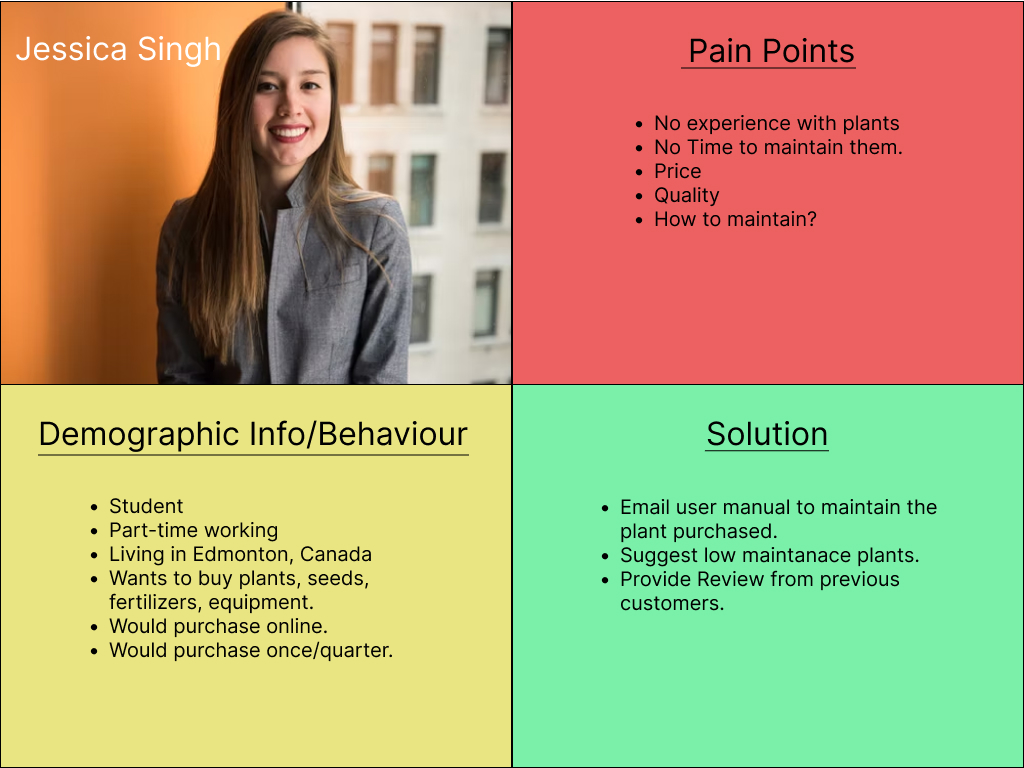 Jessica Singh
Pain Points
• No experience with plants
• No Time to maintain them.
• Price
• Quality
• How to maintain?
Demographic Info/Behaviour
• Student
• Part-time working
• Living in Edmonton, Canada
• Wants to buy plants, seeds,
fertilizers, equipment.
• Would purchase online.
• Would purchase once/quarter.
Solution
• Email user manual to maintain the
plant purchased.
• Suggest low maintanace plants.
• Provide Review from previous
customers.